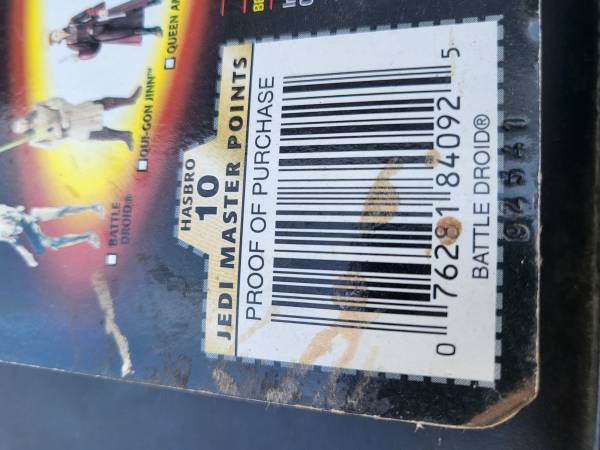 QUEEN
QUI-GON JINN™
BATTLE
DROID®
HASBRO
10
JEDI MASTER POINTS
PROOF OF PURCHASE
0 76281 84092 5
BATTLE DROID®